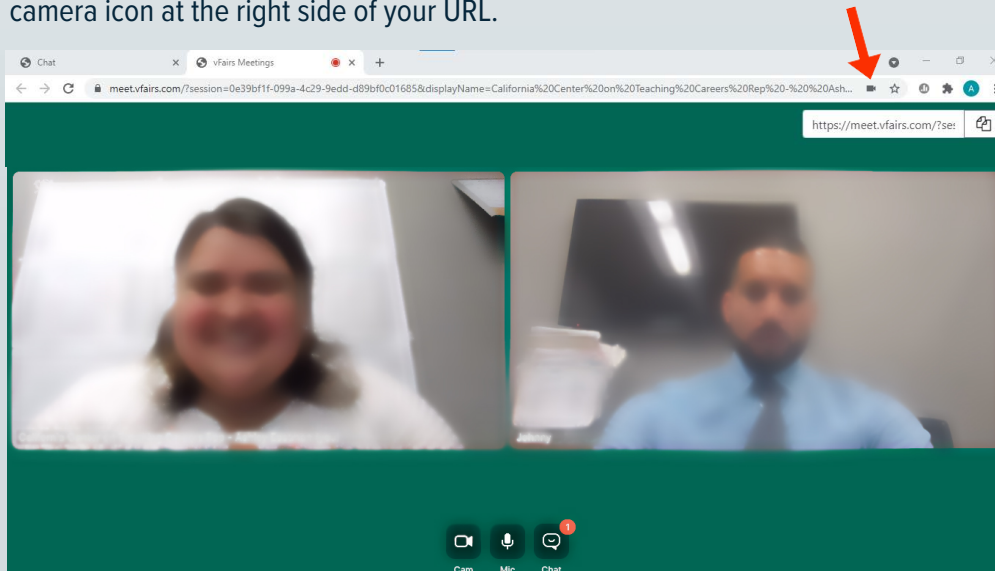 camera icon at the right side of your URL.
Chat
vFairs Meetings
meet.vfairs.com/?session=0e39bf1f-099a-4c29-9edd-d89bf0c01685&displayName=California%20Center%20on%20Teaching%20Careers%20Rep%20-%20%20Ash...
A
https://meet.vfairs.com/?ses
Johnny
1
Cam Mic Chat